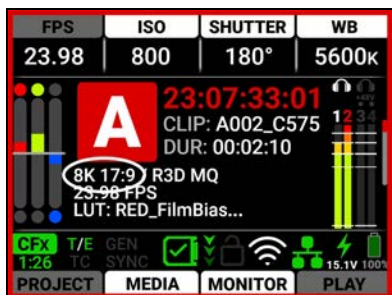 FPS ISO SHUTTER WB
23.98 800 180° 5600K
A 23:07:33:01
CLIP: A002_C575
DUR: 00:02:10
1 2 3 4
8K 17:9 / R3D MQ
23.98 FPS
LUT: RED_FilmBias...
CFx T/E GEN
1:26 TC SYNC 15.1V 100%
PROJECT MEDIA MONITOR PLAY